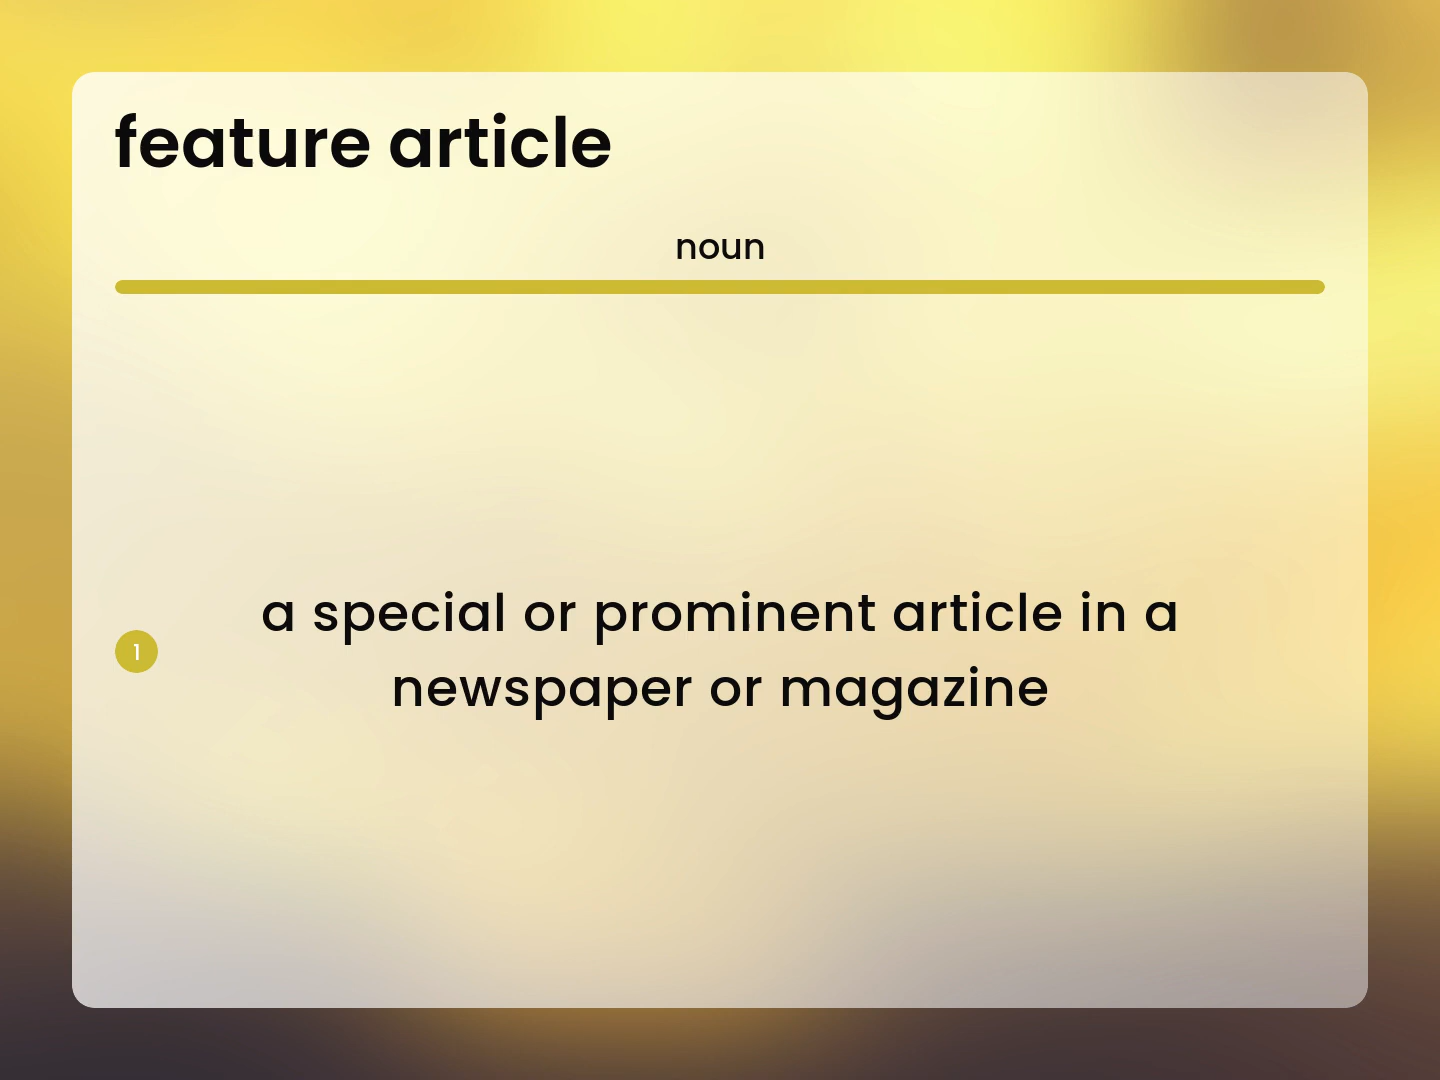 feature article
noun
1
a special or prominent article in a
newspaper or magazine